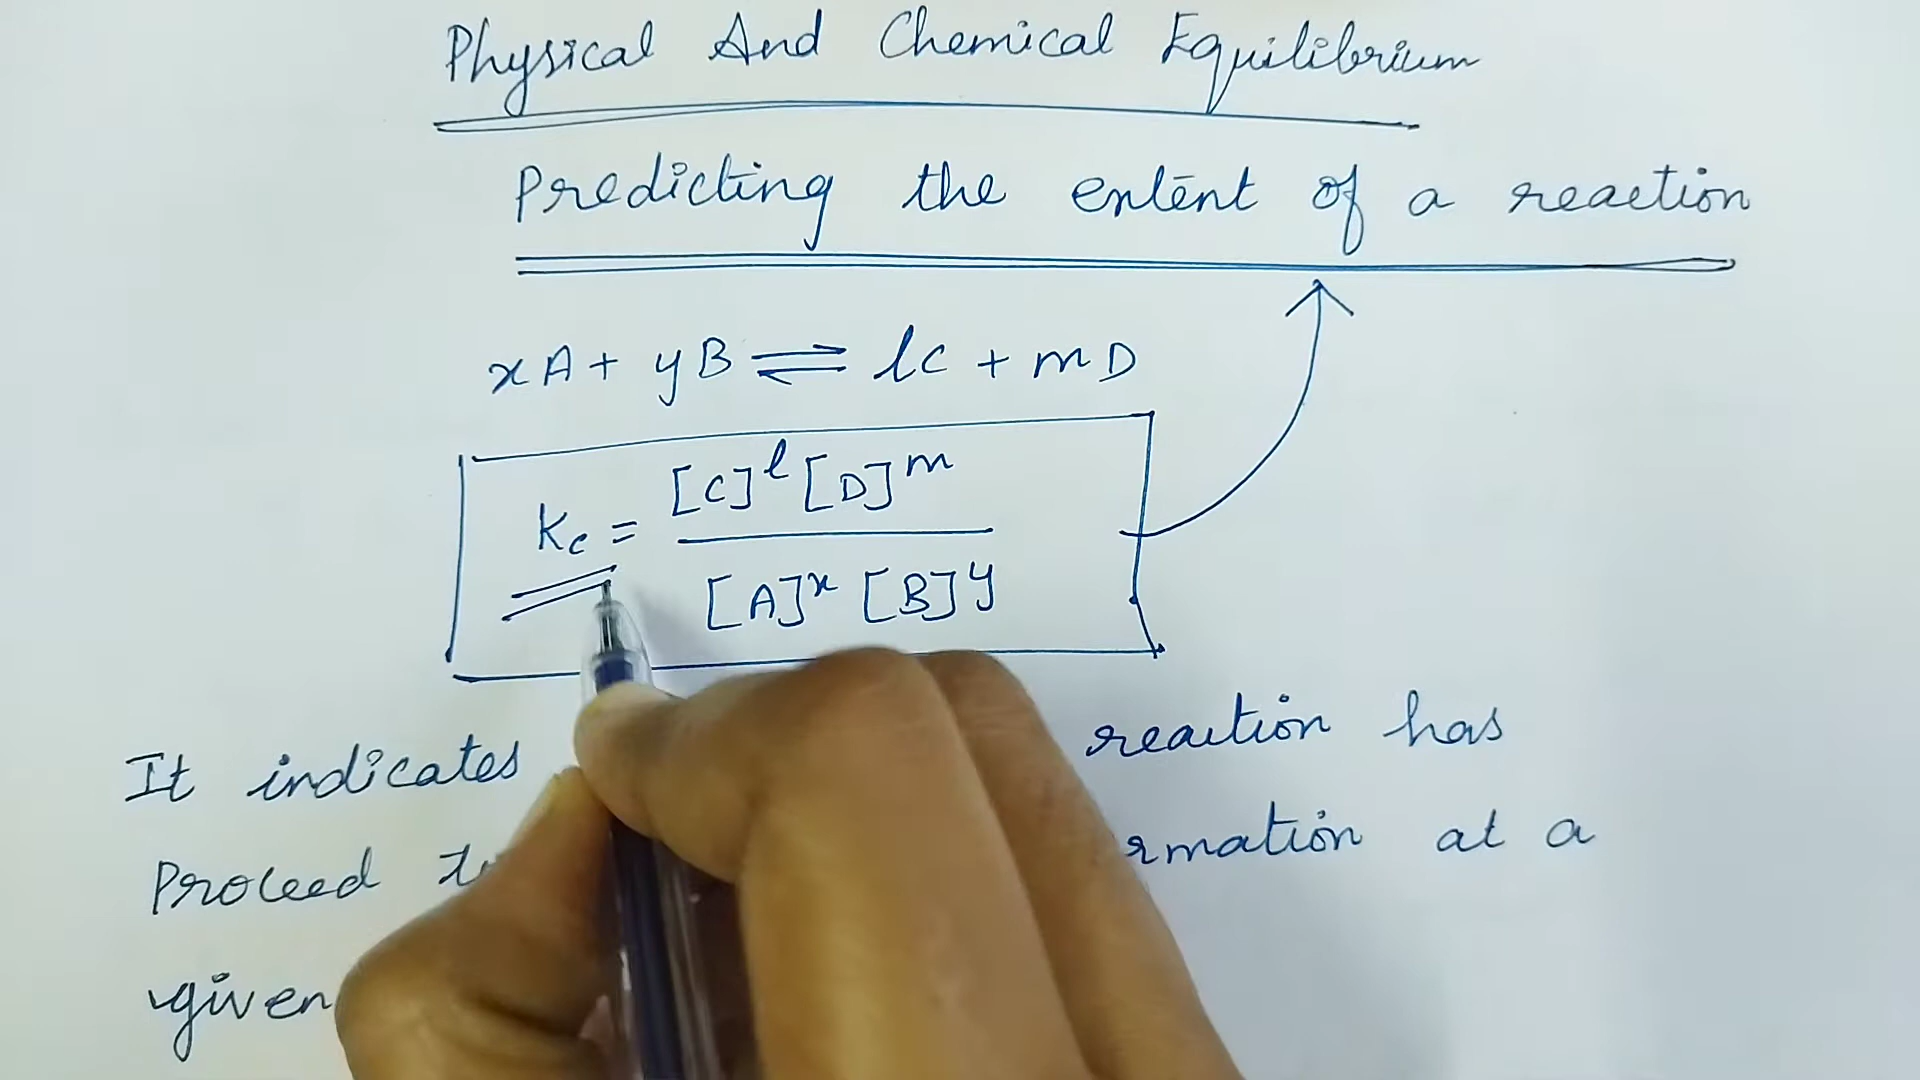 Physical And Chemical Equilibrium
Predicting the extent of a reaction
xA + yB ⇌ lC + mD
Kc = [C]^l [D]^m / [A]^x [B]^y
It indicates reaction has
Proceed rmation at a
given